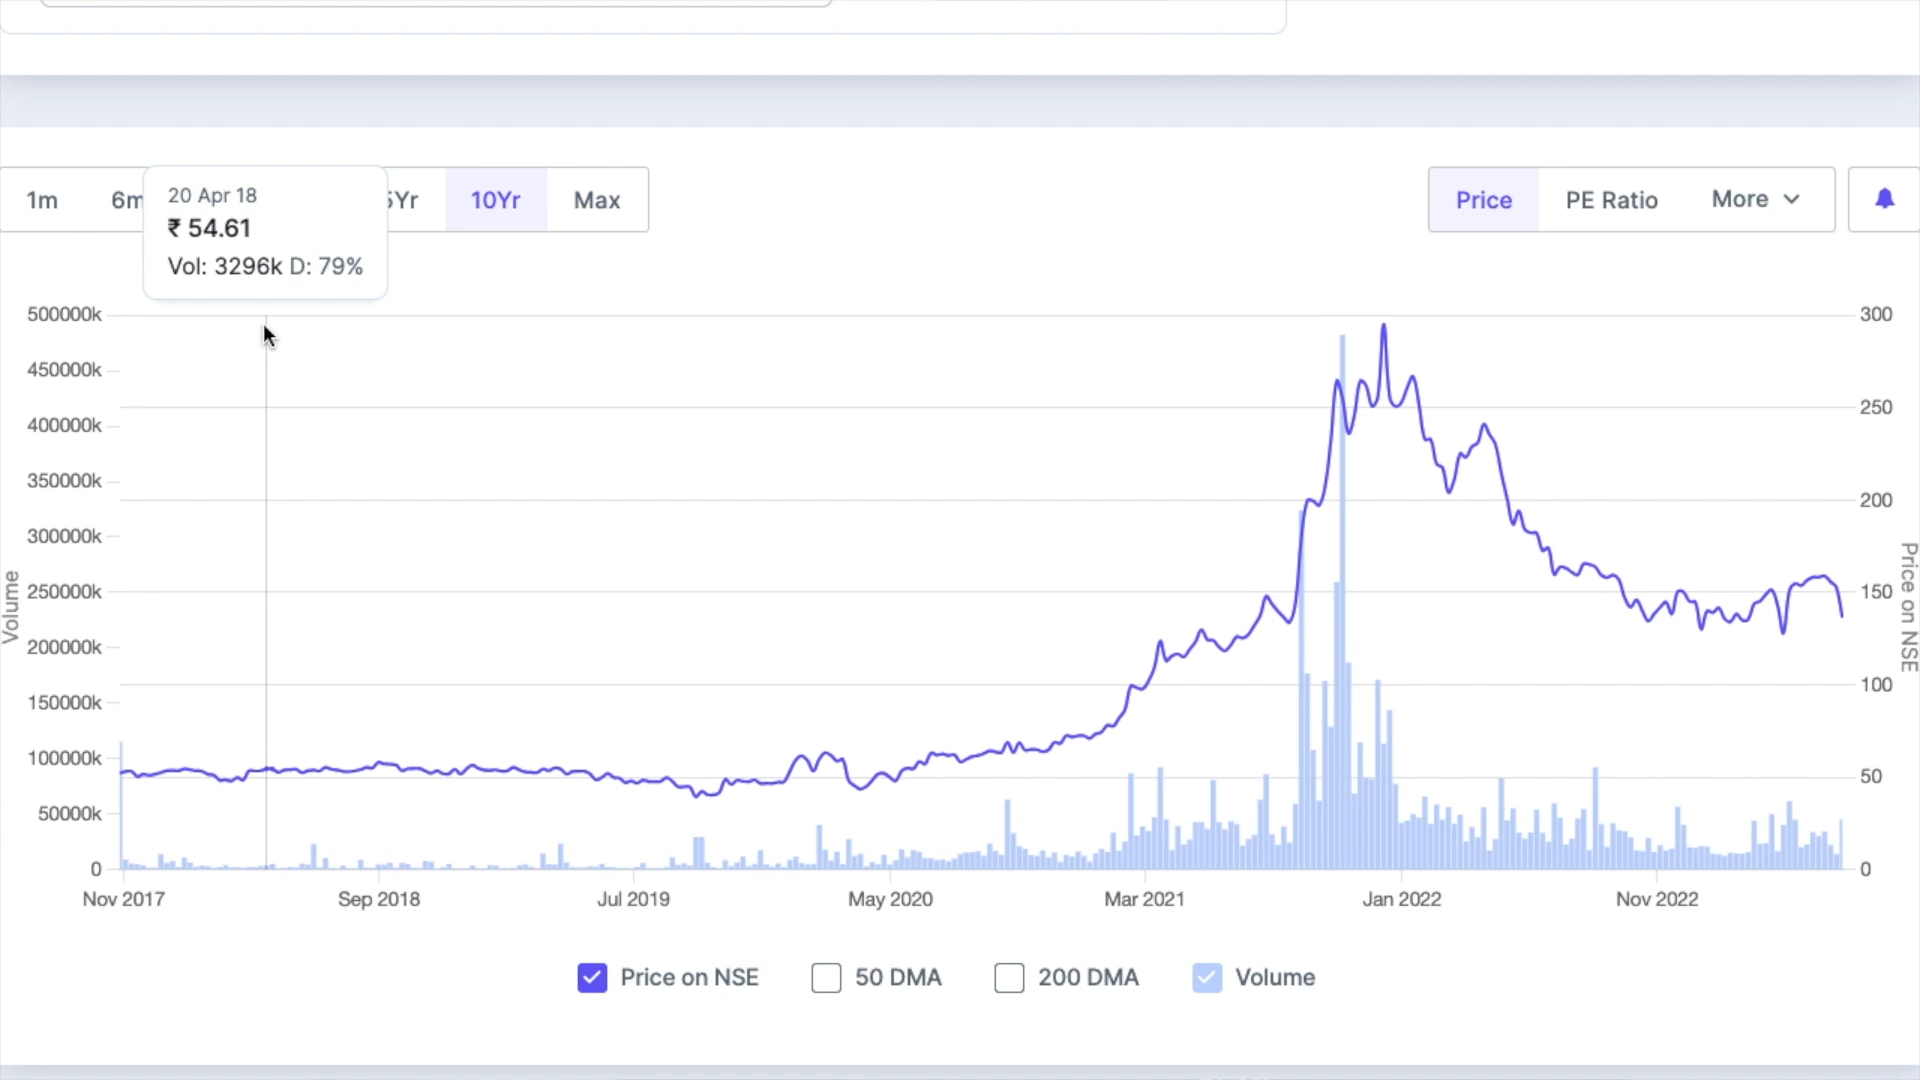 1m 6m 5Yr 10Yr Max
Price PE Ratio More
20 Apr 18
₹ 54.61
Vol: 3296k D: 79%
500000k
450000k
400000k
350000k
300000k
250000k
200000k
150000k
100000k
50000k
0
Volume
300
250
200
150
100
50
0
Price on NSE
Nov 2017 Sep 2018 Jul 2019 May 2020 Mar 2021 Jan 2022 Nov 2022
Price on NSE 50 DMA 200 DMA Volume